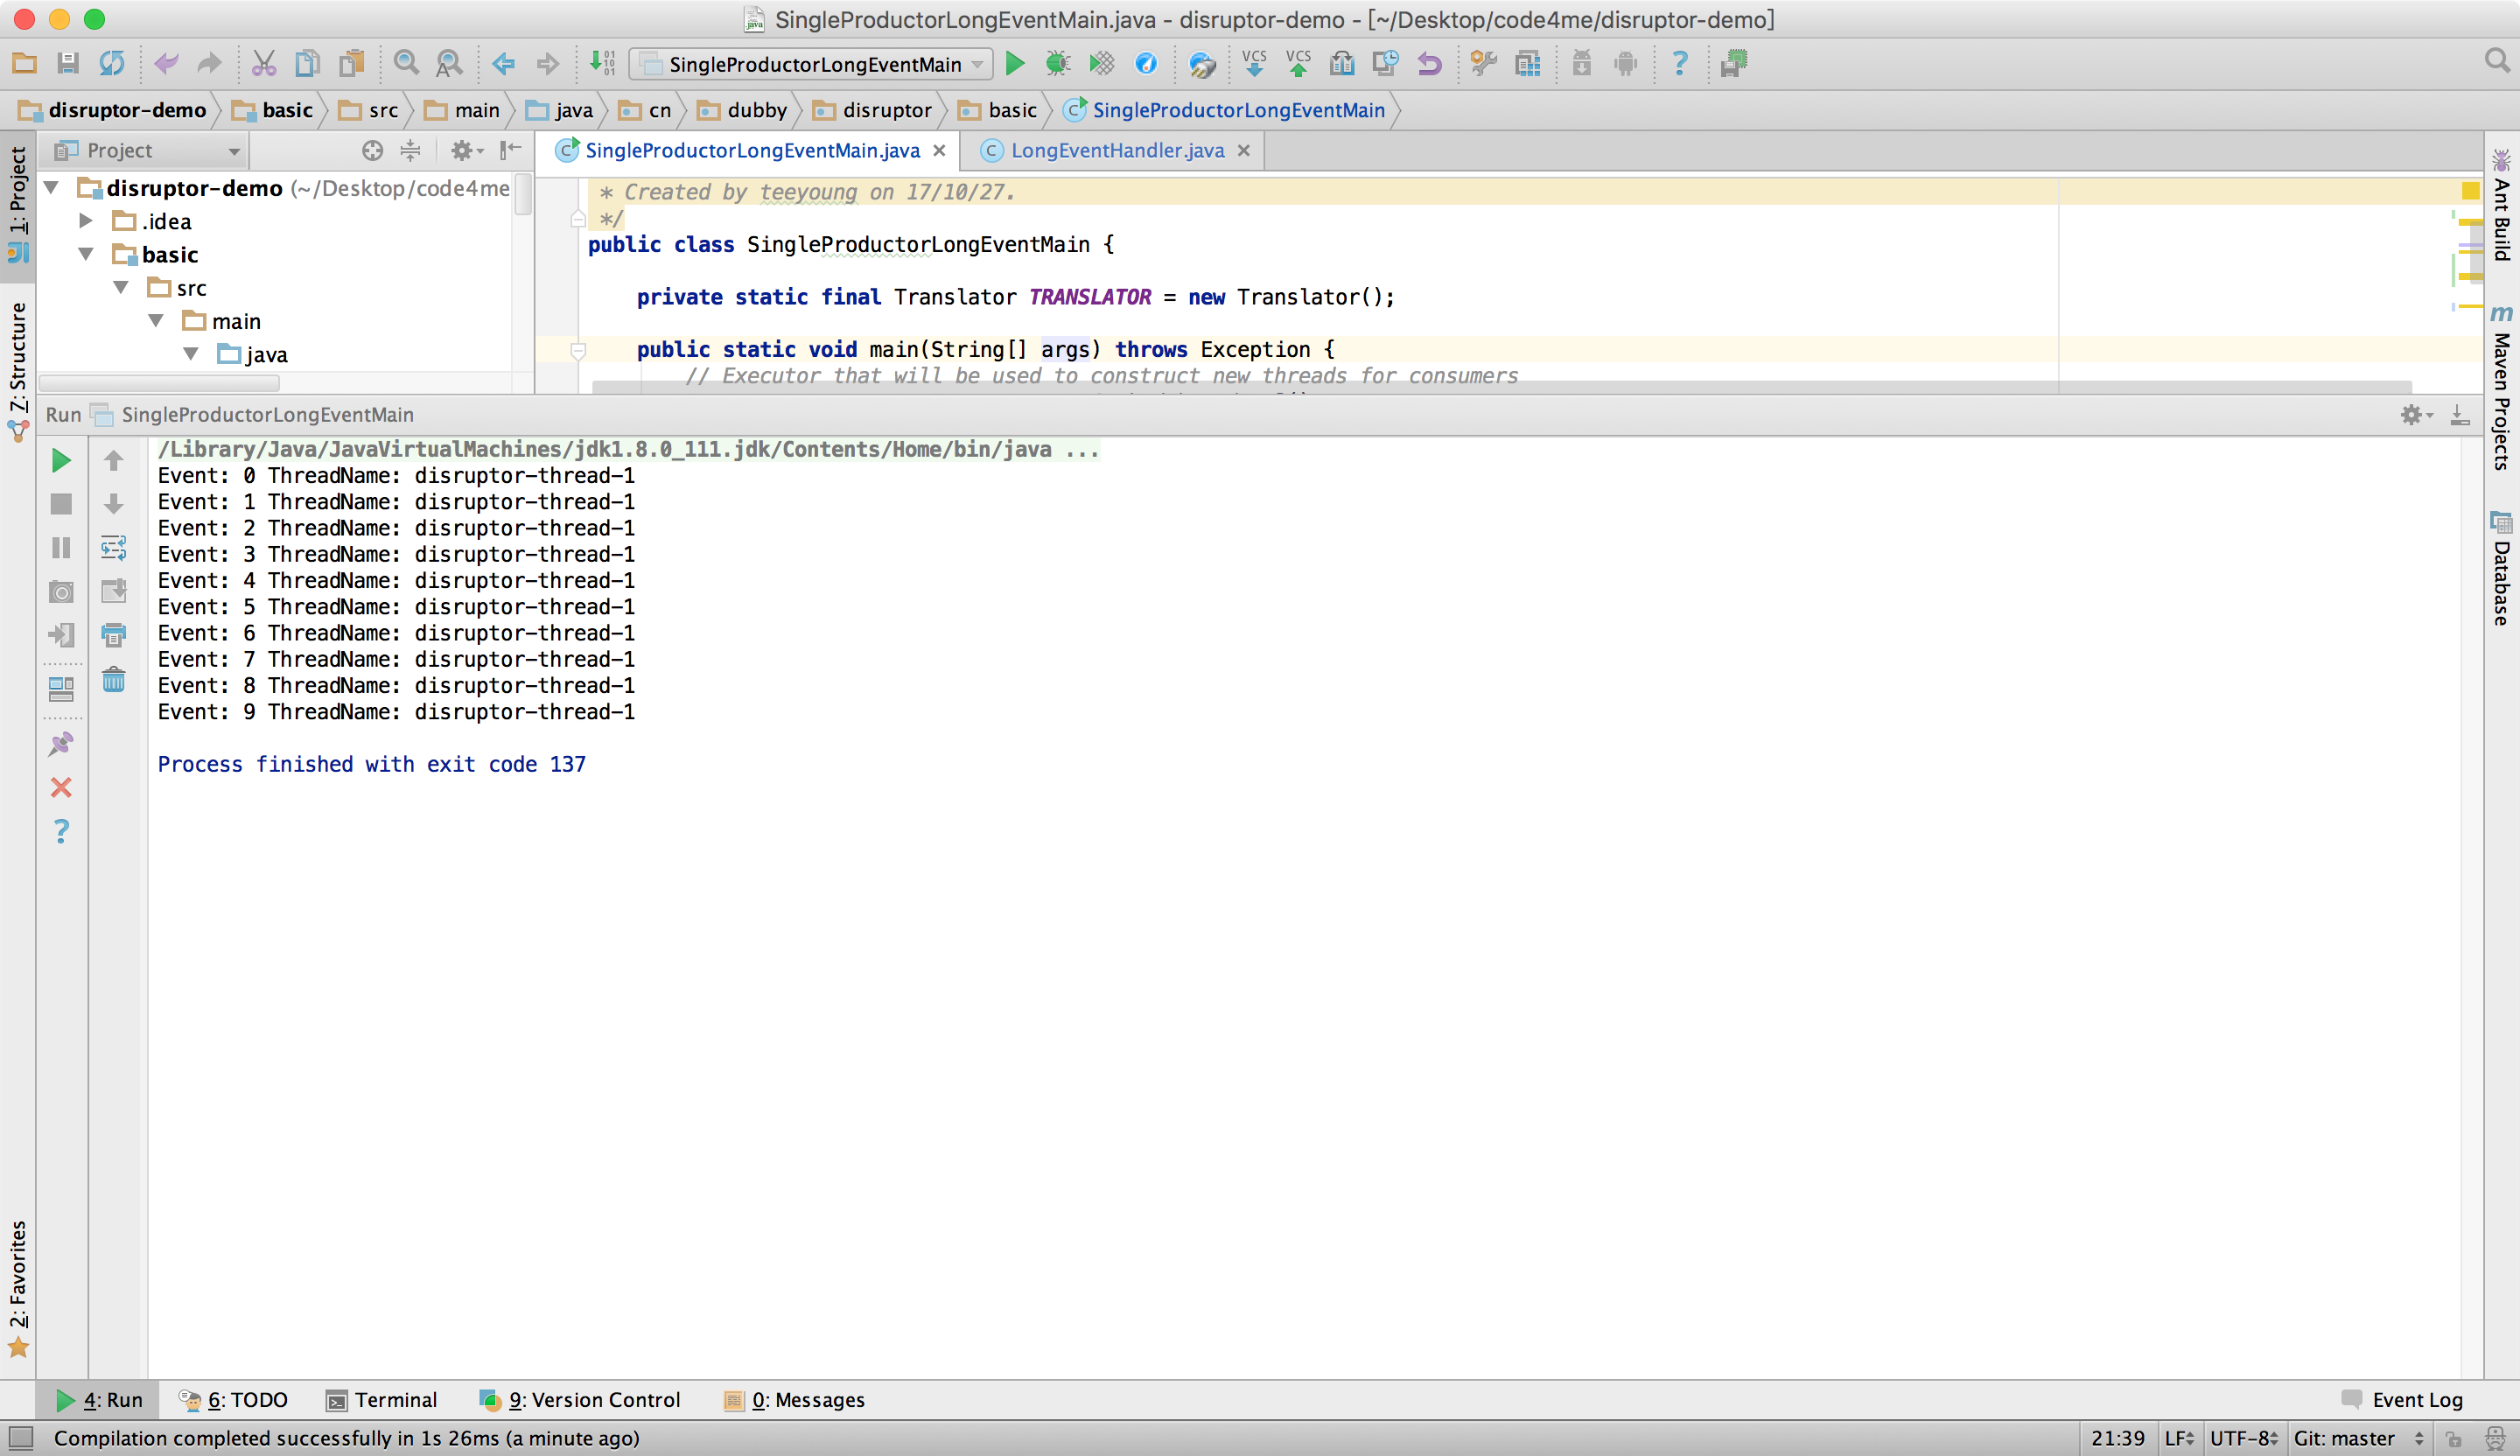 SingleProductorLongEventMain.java - disruptor-demo - [~/Desktop/code4me/disruptor-demo]
SingleProductorLongEventMain
VCS VCS
disruptor-demo basic src main java cn dubby disruptor basic SingleProductorLongEventMain
Project
SingleProductorLongEventMain.java LongEventHandler.java
1: Project
Z: Structure
2: Favorites
disruptor-demo (~/Desktop/code4me
.idea
basic
src
main
java
* Created by teeyoung on 17/10/27.
*/
public class SingleProductorLongEventMain {
private static final Translator TRANSLATOR = new Translator();
public static void main(String[] args) throws Exception {
// Executor that will be used to construct new threads for consumers
Ant Build
Maven Projects
Database
Run SingleProductorLongEventMain
/Library/Java/JavaVirtualMachines/jdk1.8.0_111.jdk/Contents/Home/bin/java ...
Event: 0 ThreadName: disruptor-thread-1
Event: 1 ThreadName: disruptor-thread-1
Event: 2 ThreadName: disruptor-thread-1
Event: 3 ThreadName: disruptor-thread-1
Event: 4 ThreadName: disruptor-thread-1
Event: 5 ThreadName: disruptor-thread-1
Event: 6 ThreadName: disruptor-thread-1
Event: 7 ThreadName: disruptor-thread-1
Event: 8 ThreadName: disruptor-thread-1
Event: 9 ThreadName: disruptor-thread-1
Process finished with exit code 137
4: Run 6: TODO Terminal 9: Version Control 0: Messages Event Log
Compilation completed successfully in 1s 26ms (a minute ago) 21:39 LF UTF-8 Git: master